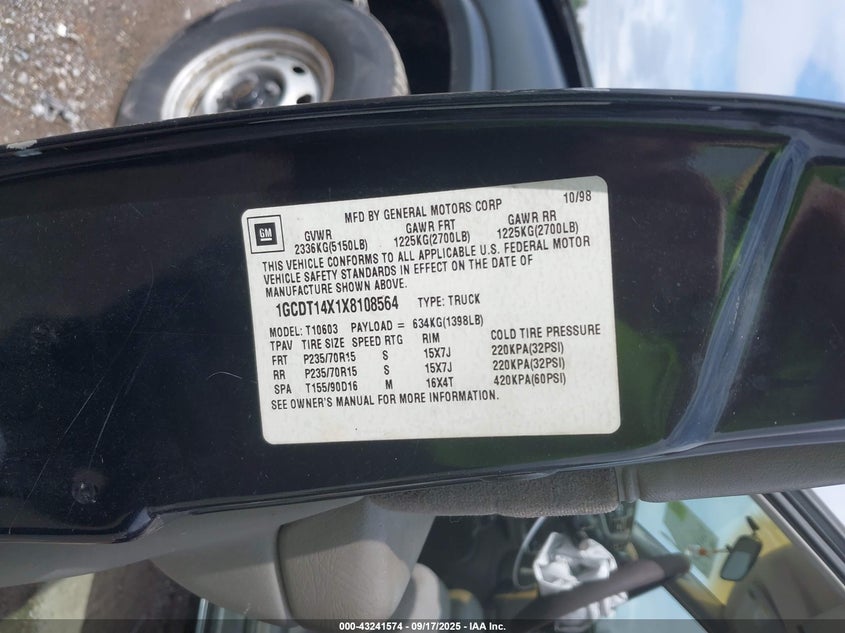 MFD BY GENERAL MOTORS CORP 10/98
GM
GVWR GAWR FRT GAWR RR
2336KG(5150LB) 1225KG(2700LB) 1225KG(2700LB)
THIS VEHICLE CONFORMS TO ALL APPLICABLE U.S. FEDERAL MOTOR
VEHICLE SAFETY STANDARDS IN EFFECT ON THE DATE OF
MANUFACTURE SHOWN ABOVE.
1GCDT14X1X8108564 TYPE: TRUCK
MODEL: T10603 PAYLOAD = 634KG(1398LB)
TPAV TIRE SIZE SPEED RTG RIM COLD TIRE PRESSURE
FRT P235/70R15 S 15X7J 220KPA(32PSI)
RR P235/70R15 S 15X7J 220KPA(32PSI)
SPA T155/90D16 M 16X4T 420KPA(60PSI)
SEE OWNER'S MANUAL FOR MORE INFORMATION.
000-43241574 — 09/17/2025 — IAA Inc.